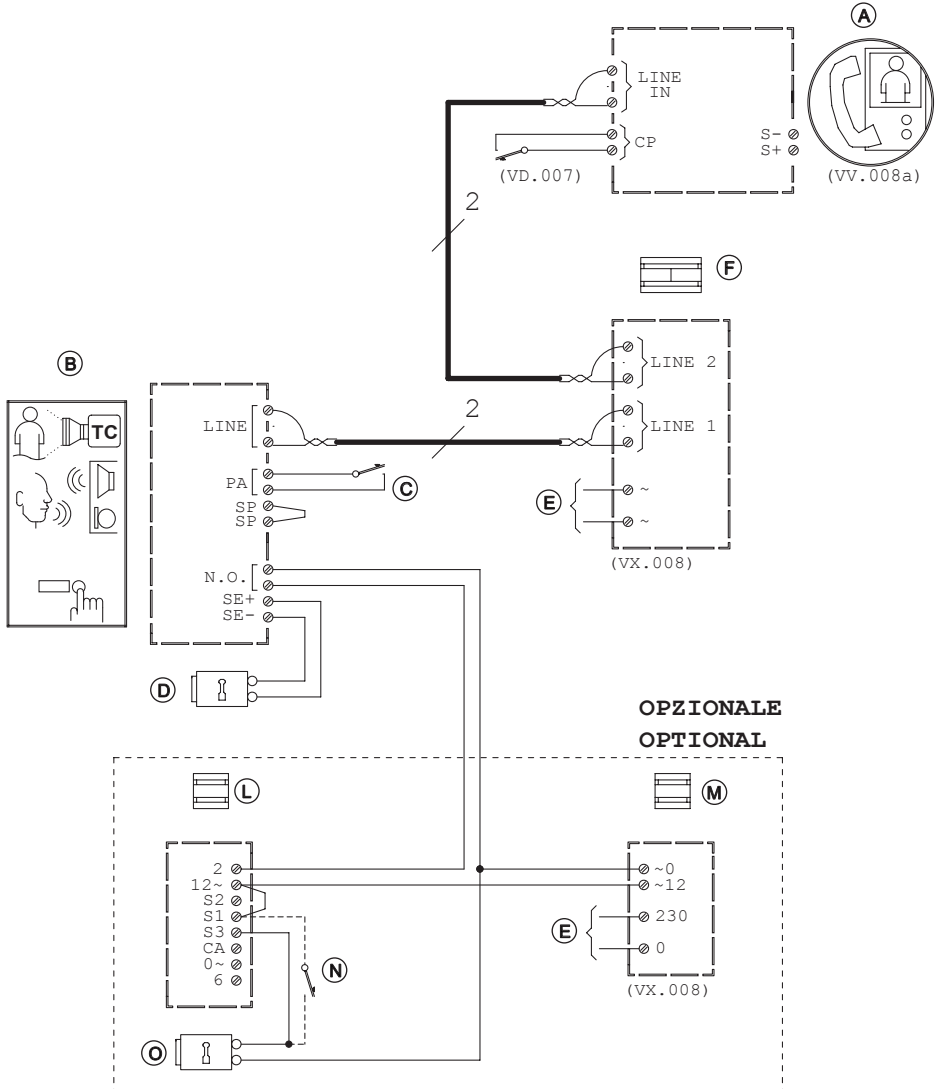 A
LINE
IN
CP
S-
S+
(VD.007)
(VV.008a)
2
F
LINE 2
LINE 1
E
~
~
(VX.008)
B
TC
LINE
2
PA
C
SP
SP
N.O.
SE+
SE-
D
OPZIONALE
OPTIONAL
L
M
2
12~
S2
S1
S3
CA
0~
6
N
O
~0
~12
230
0
E
(VX.008)